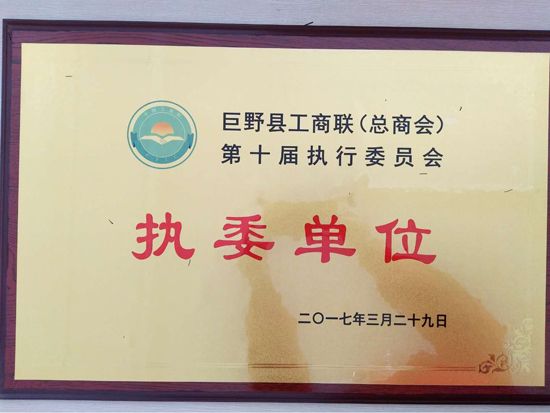 巨野县工商联（总商会）
第十届执行委员会
执委单位
二〇一七年三月二十九日